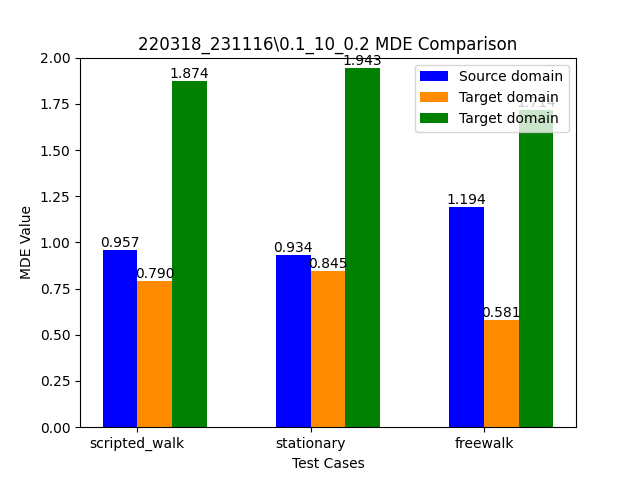 220318_231116\0.1_10_0.2 MDE Comparison
MDE Value
2.00
1.75
1.50
1.25
1.00
0.75
0.50
0.25
0.00
Source domain
Target domain
Target domain
0.957
0.790
1.874
0.934
0.845
1.943
1.194
0.581
1.714
scripted_walk
stationary
freewalk
Test Cases